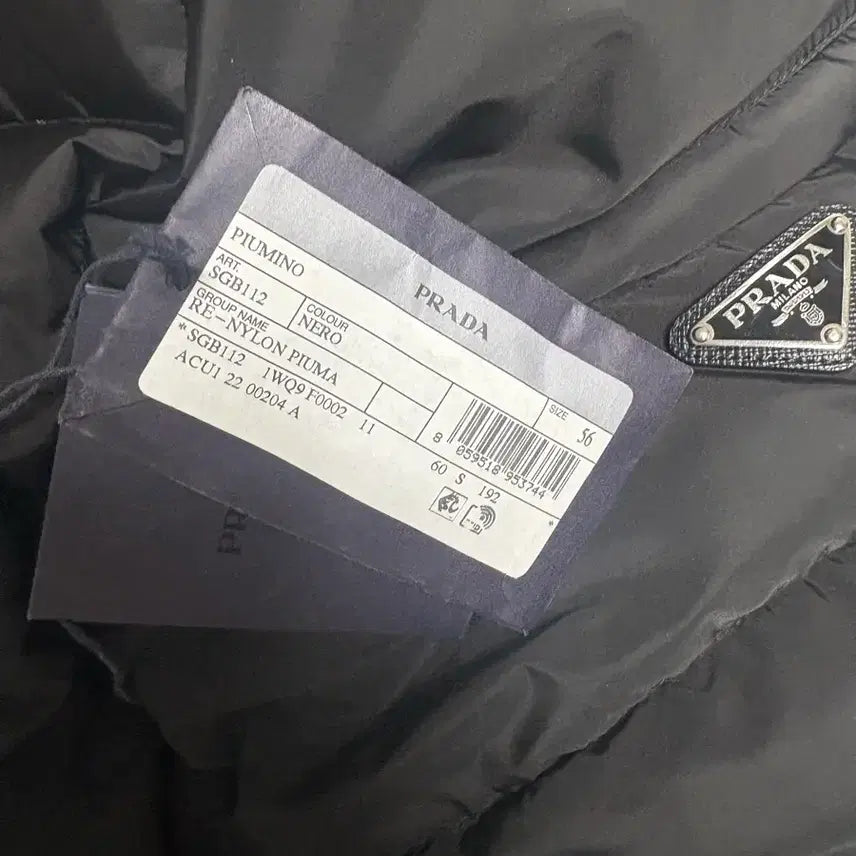 PRADA
PIUMINO
ART.
SGB112
COLOUR
NERO
GROUP NAME
RE-NYLON PIUMA
* SGB112 1WQ9 F0002 11
ACU1 22 00204 A
SIZE
56
8 059518 953744
60 S 192
*
PRADA
MILANO